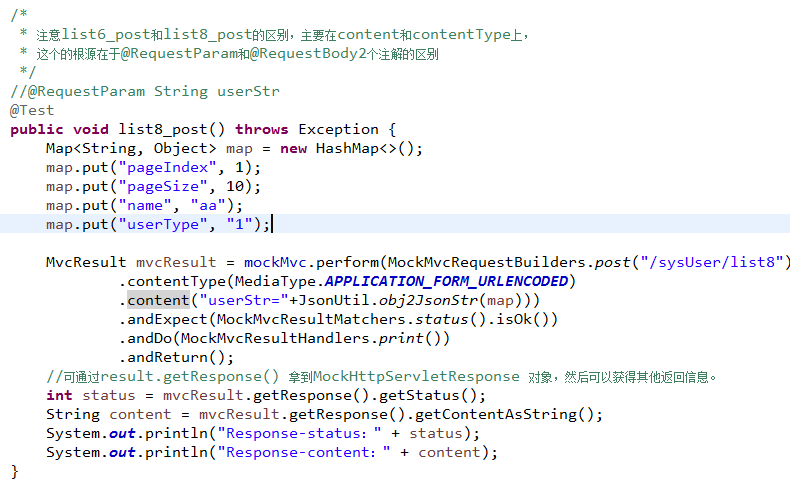 /*
 * 注意list6_post和list8_post的区别，主要在content和contentType上，
 * 这个的根源在于@RequestParam和@RequestBody2个注解的区别
 */
//@RequestParam String userStr
@Test
public void list8_post() throws Exception {
    Map<String, Object> map = new HashMap<>();
    map.put("pageIndex", 1);
    map.put("pageSize", 10);
    map.put("name", "aa");
    map.put("userType", "1");

    MvcResult mvcResult = mockMvc.perform(MockMvcRequestBuilders.post("/sysUser/list8")
            .contentType(MediaType.APPLICATION_FORM_URLENCODED)
            .content("userStr="+JsonUtil.obj2JsonStr(map)))
            .andExpect(MockMvcResultMatchers.status().isOk())
            .andDo(MockMvcResultHandlers.print())
            .andReturn();
    //可通过result.getResponse() 拿到MockHttpServletResponse 对象，然后可以获得其他返回信息。
    int status = mvcResult.getResponse().getStatus();
    String content = mvcResult.getResponse().getContentAsString();
    System.out.println("Response-status：" + status);
    System.out.println("Response-content：" + content);
}